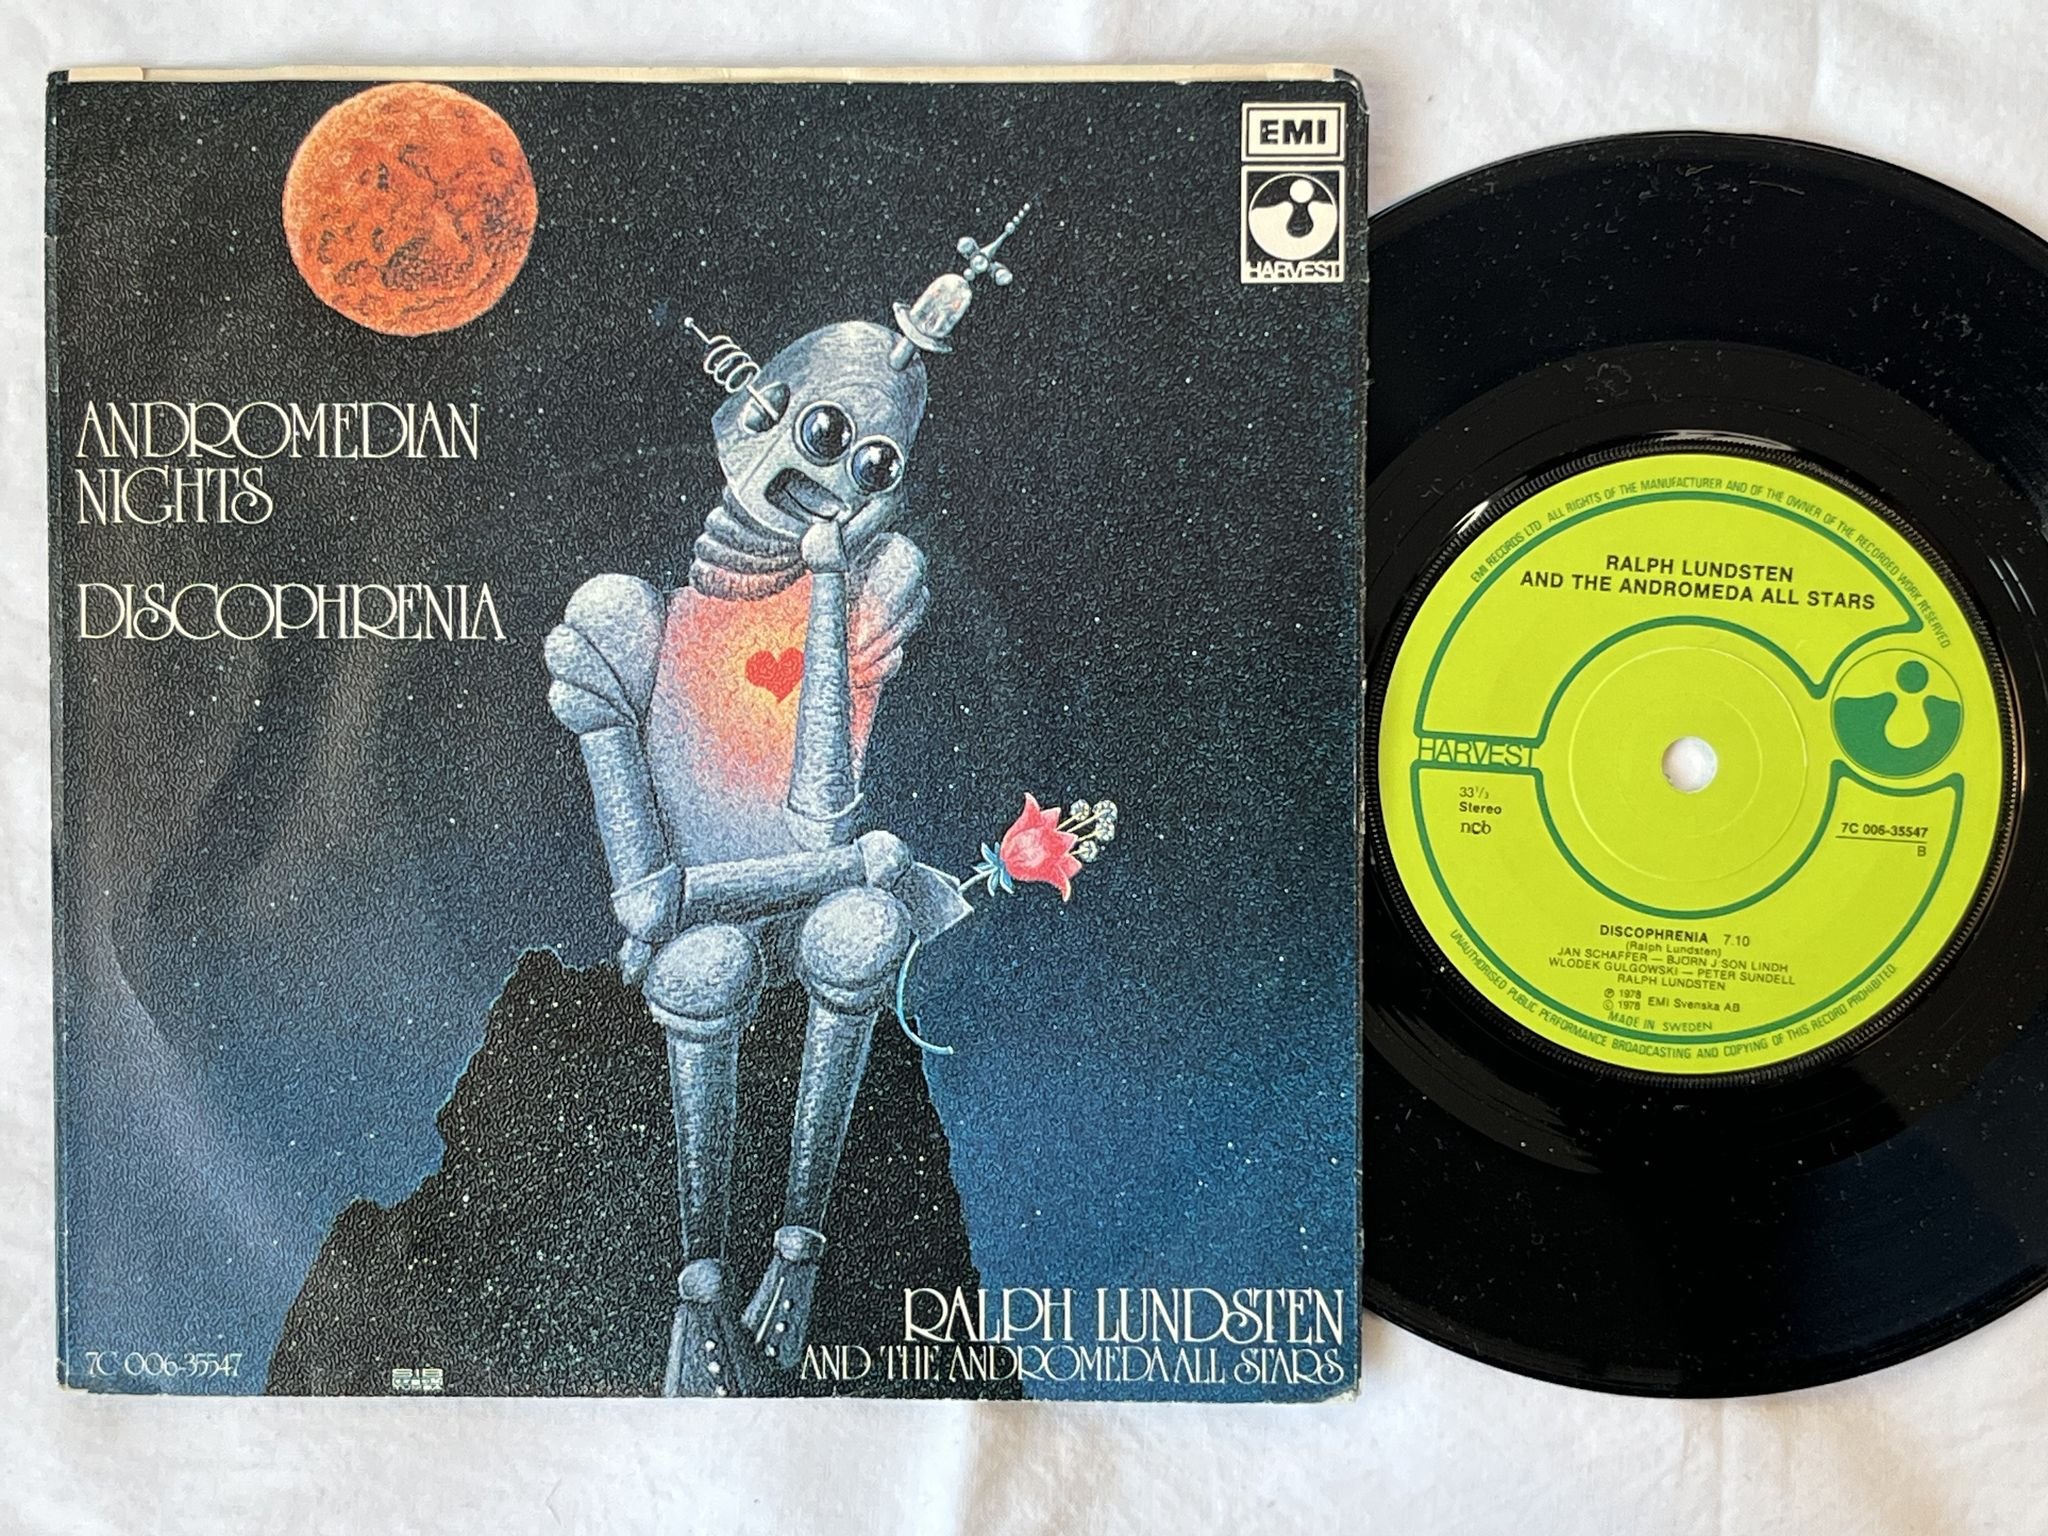 EMI
HARVEST
ANDROMEDIAN
NIGHTS
DISCOPHRENIA
RALPH LUNDSTEN
AND THE ANDROMEDA ALL STARS
7C 006-35547
EMI RECORDS LTD ALL RIGHTS OF THE MANUFACTURER AND OF THE OWNER OF THE RECORDED WORK RESERVED
RALPH LUNDSTEN
AND THE ANDROMEDA ALL STARS
HARVEST
33 1/3
Stereo
ncb
7C 006-35547
B
DISCOPHRENIA 7.10
(Ralph Lundsten)
JAN SCHAFFER – BJÖRN J:SON LINDH
WLODEK GULGOWSKI – PETER SUNDELL
RALPH LUNDSTEN
℗ 1978
© 1978 EMI Svenska AB
MADE IN SWEDEN
UNAUTHORISED PUBLIC PERFORMANCE BROADCASTING AND COPYING OF THIS RECORD PROHIBITED.